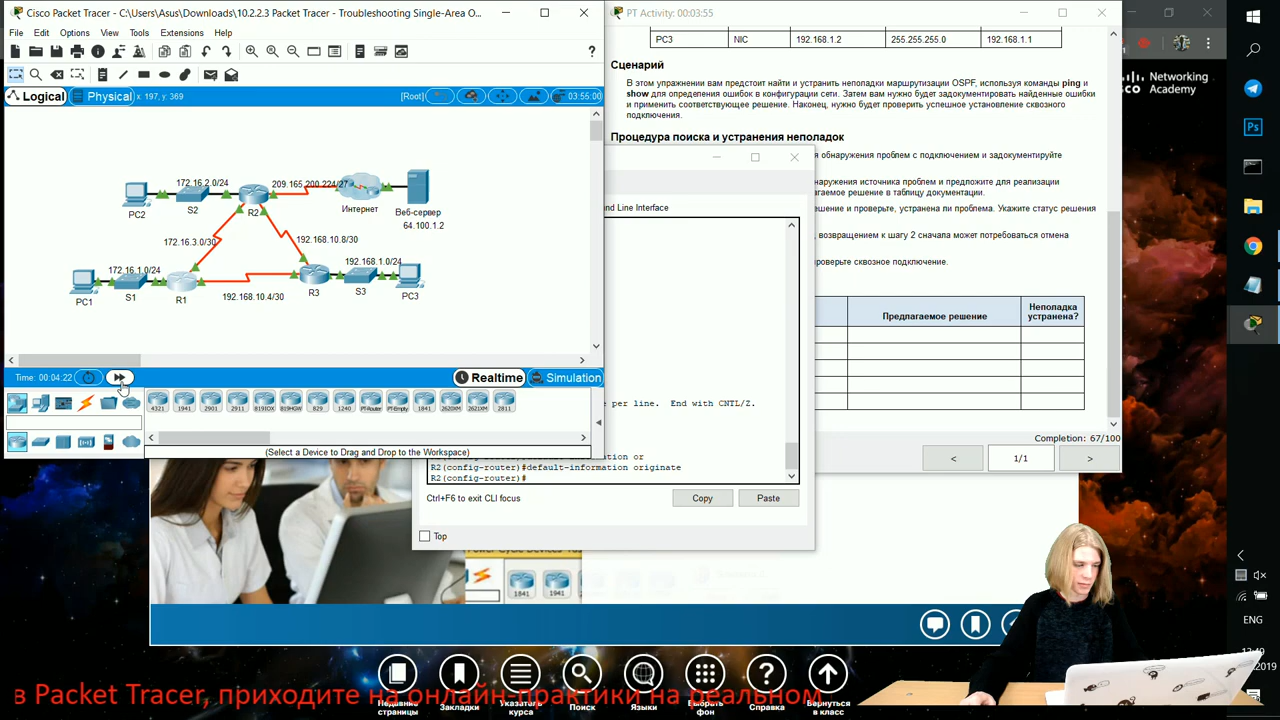 Cisco Packet Tracer - C:\Users\Asus\Downloads\10.2.2.3 Packet Tracer - Troubleshooting Single-Area O...
File Edit Options View Tools Extensions Help
Logical Physical x: 197, y: 369 [Root] 03:55:00
172.16.2.0/24 209.165.200.224/27
PC2 S2 R2 Интернет Веб-сервер
64.100.1.2
172.16.3.0/30 192.168.10.8/30
172.16.1.0/24 192.168.1.0/24
PC1 S1 R1 R3 S3 PC3
192.168.10.4/30
Time: 00:04:22 Realtime Simulation
4321 1941 2901 2911 819IOX 819HGW 829 1240 PT-Router PT-Empty 1841 2620XM 2621XM 2811
(Select a Device to Drag and Drop to the Workspace)
PT Activity: 00:03:55
PC3 NIC 192.168.1.2 255.255.255.0 192.168.1.1
Сценарий
В этом упражнении вам предстоит найти и устранить неполадки маршрутизации OSPF, используя команды ping и
show для определения ошибок в конфигурации сети. Затем вам нужно будет задокументировать найденные ошибки
и применить соответствующее решение. Наконец, нужно будет проверить успешное установление сквозного
подключения.
Процедура поиска и устранения неполадок
я обнаружения проблем с подключением и задокументируйте
наружения источника проблем и предложите для реализации
лагаемое решение в таблицу документации.
ешение и проверьте, устранена ли проблема. Укажите статус решения
, возвращением к шагу 2 сначала может потребоваться отмена
роверьте сквозное подключение.
Предлагаемое решение
Неполадка
устранена?
Completion: 67/100
< 1/1 >
nd Line Interface
e per line. End with CNTL/Z.
R2(config-router)#default-information originate
R2(config-router)#
Ctrl+F6 to exit CLI focus Copy Paste
Top
1841 1941
Networking
Academy
ENG
Закладки
Указатель
курса
Поиск
Языки
Выбрать
фон
Справка
Вернуться
в класс
в Packet Tracer, приходите на онлайн-практики на реальном